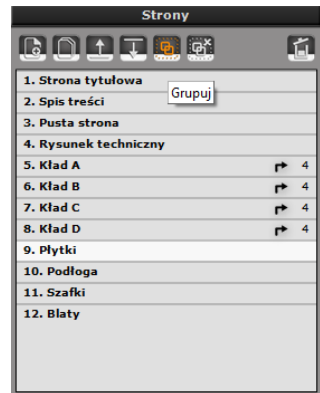 Strony
1. Strona tytułowa
Grupuj
2. Spis treści
3. Pusta strona
4. Rysunek techniczny
5. Kład A 4
6. Kład B 4
7. Kład C 4
8. Kład D 4
9. Płytki
10. Podłoga
11. Szafki
12. Blaty